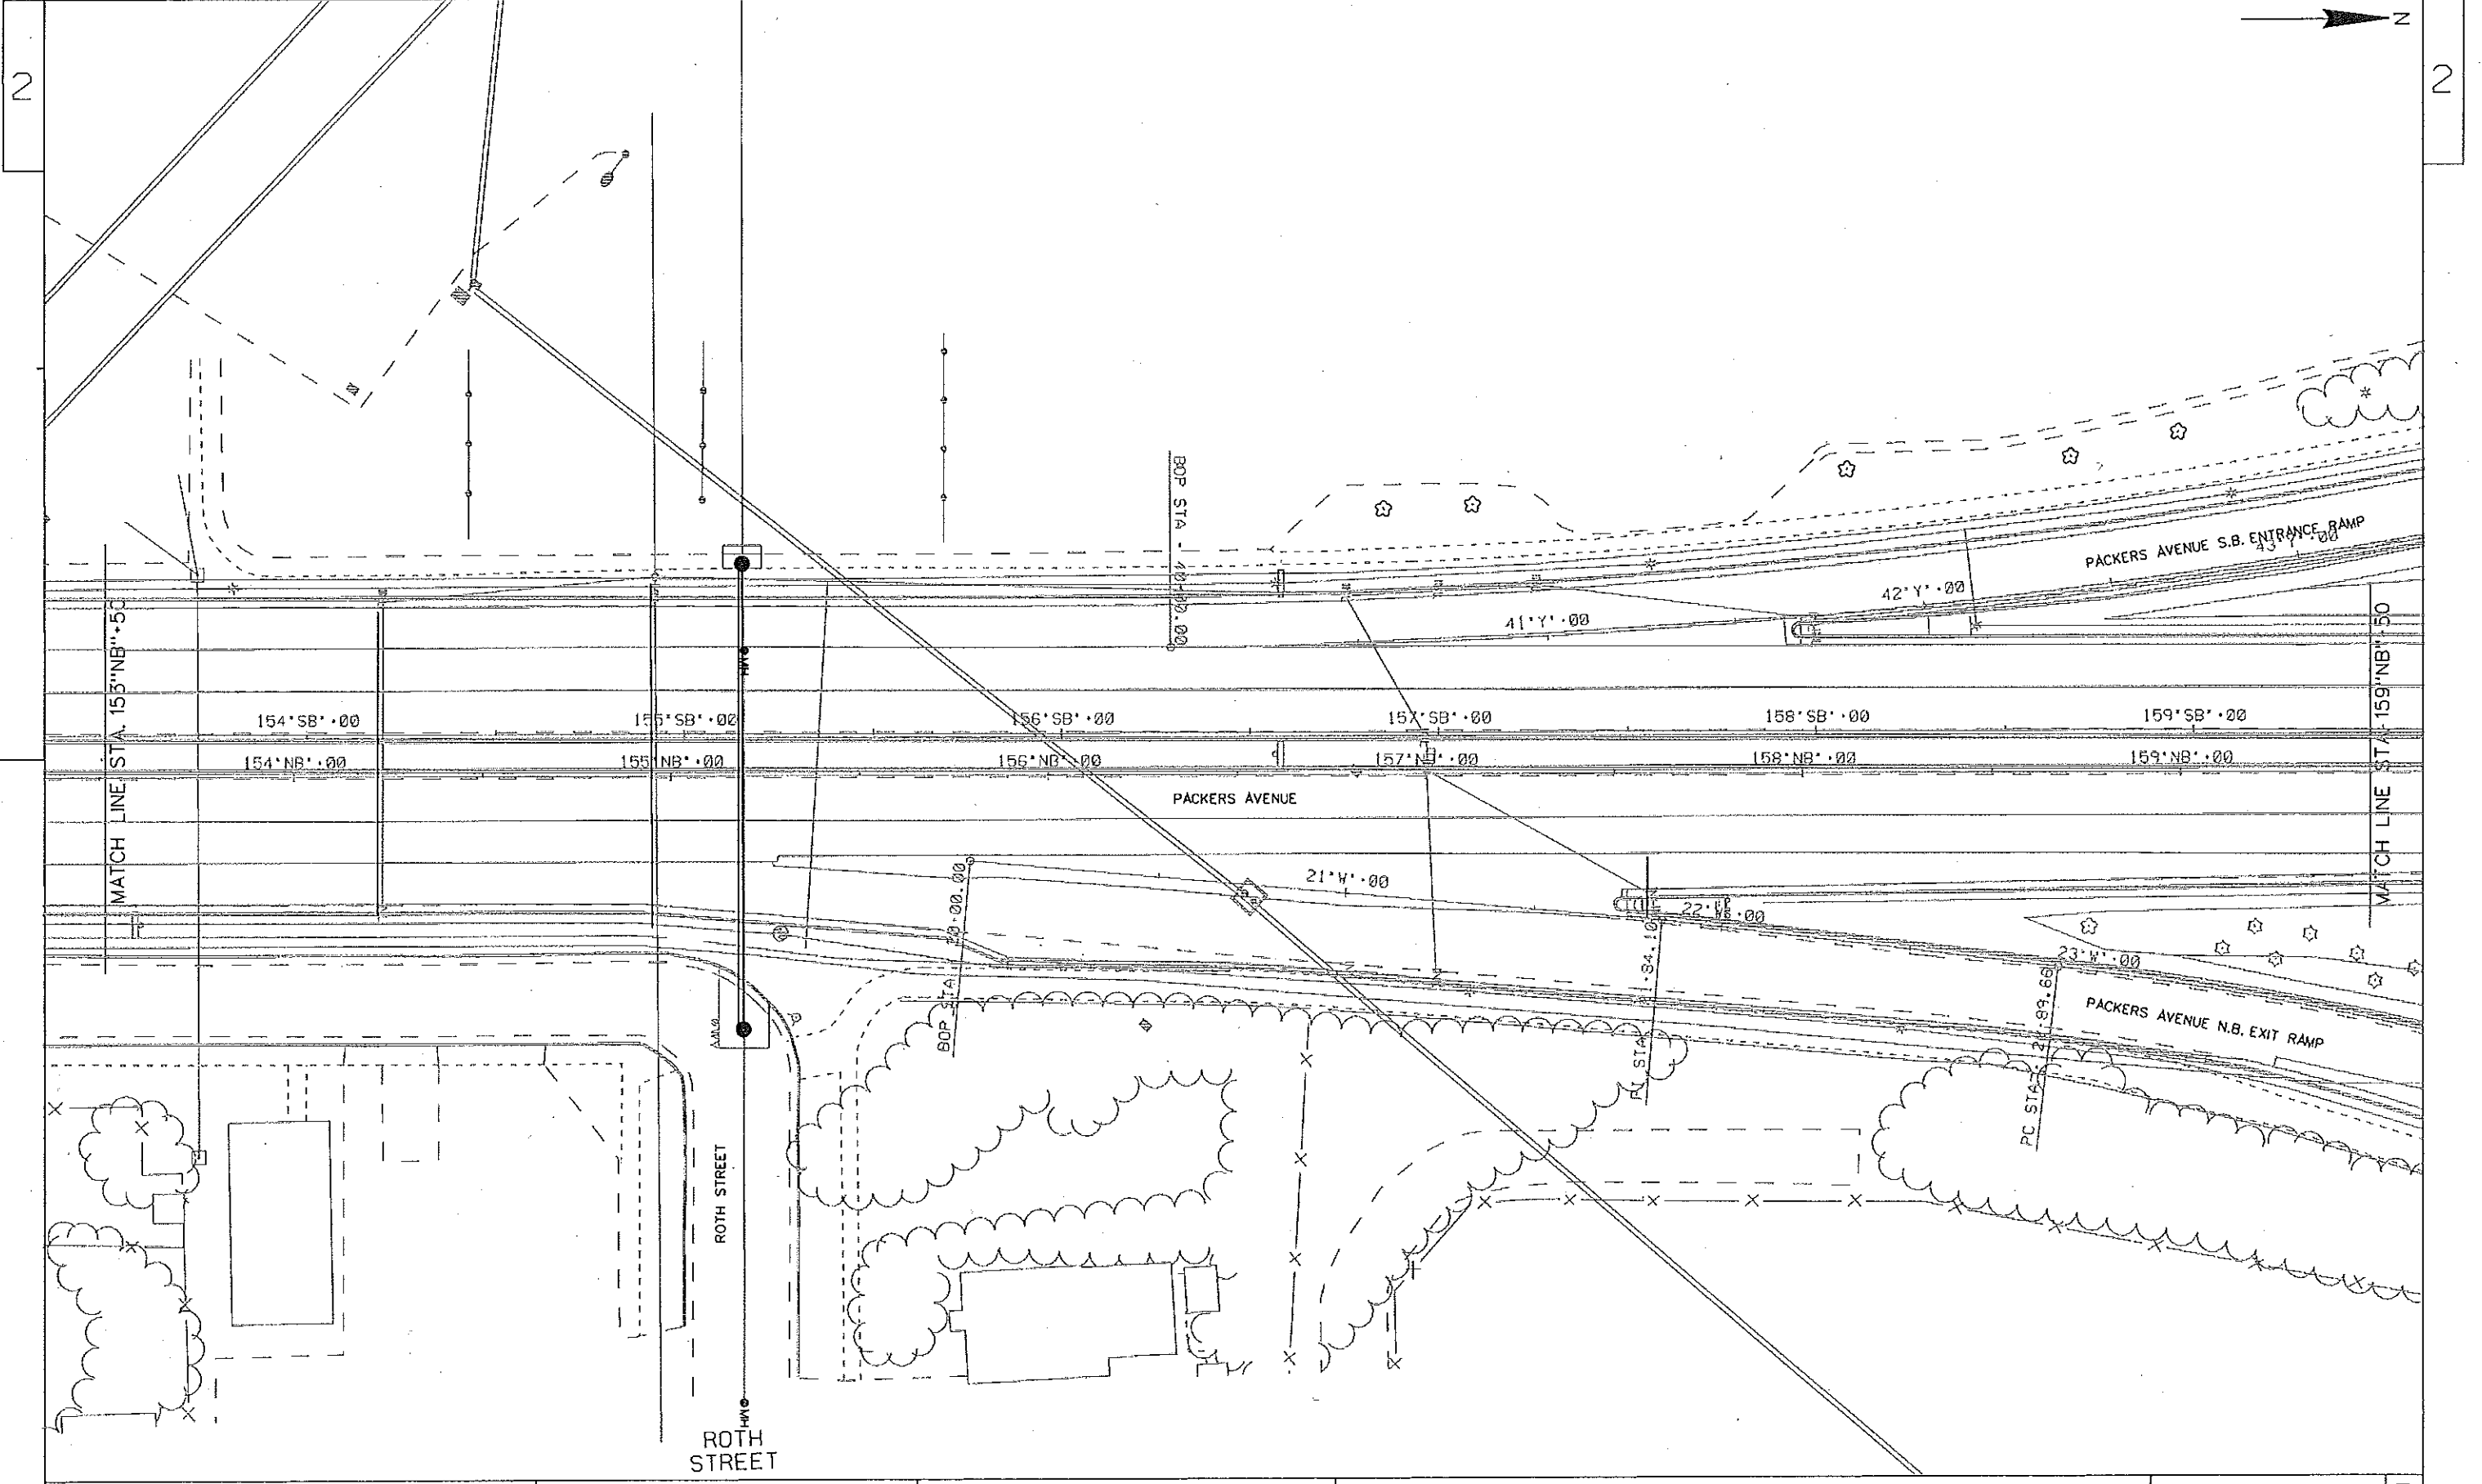 N
2
2
BOP STA - 40+00.00
PACKERS AVENUE S.B. ENTRANCE RAMP
43'Y'+00
42'Y'+00
41'Y'+00
MATCH LINE STA. 153"NB"+50
MATCH LINE STA 159"NB"+50
MH
154'SB'+00
155'SB'+00
156'SB'+00
157'SB'+00
158'SB'+00
159'SB'+00
154'NB'+00
155'NB'+00
156'NB'+00
157'NB'+00
158'NB'+00
159'NB'+00
PACKERS AVENUE
21'W'+00
22'W'+00
23'W'+00
PACKERS AVENUE N.B. EXIT RAMP
ROTH STREET
MH
ROTH
STREET